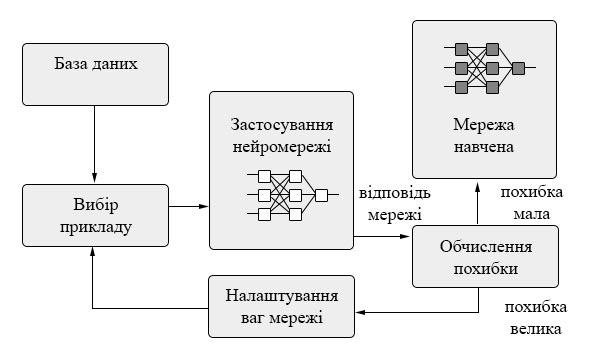 База даних
Вибір
прикладу
Застосування
нейромережі
відповідь
мережі
Мережа
навчена
похибка
мала
Обчислення
похибки
похибка
велика
Налаштування
ваг мережі